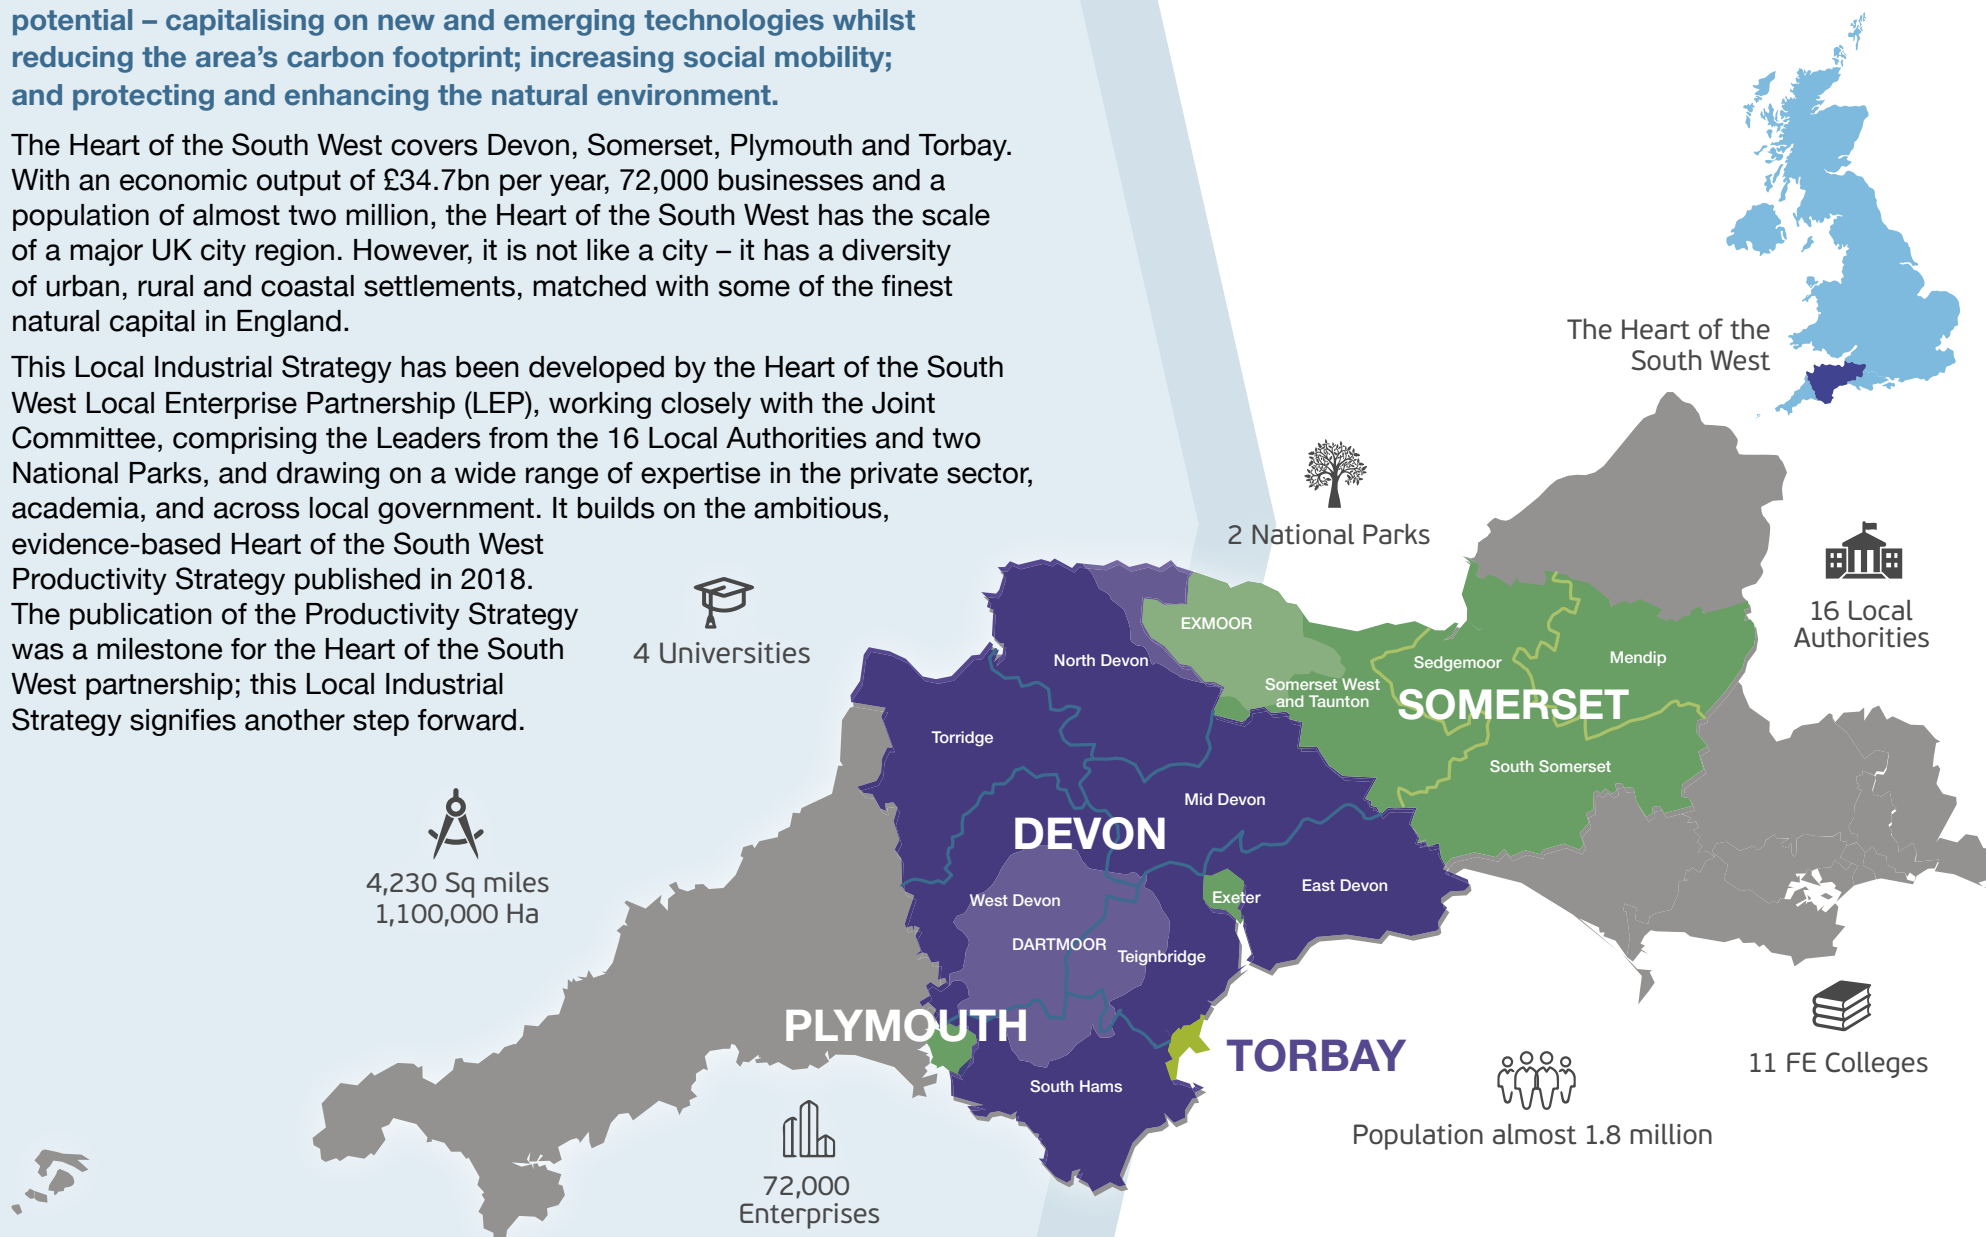 potential – capitalising on new and emerging technologies whilst
reducing the area’s carbon footprint; increasing social mobility;
and protecting and enhancing the natural environment.
The Heart of the South West covers Devon, Somerset, Plymouth and Torbay.
With an economic output of £34.7bn per year, 72,000 businesses and a
population of almost two million, the Heart of the South West has the scale
of a major UK city region. However, it is not like a city – it has a diversity
of urban, rural and coastal settlements, matched with some of the finest
natural capital in England.
This Local Industrial Strategy has been developed by the Heart of the South
West Local Enterprise Partnership (LEP), working closely with the Joint
Committee, comprising the Leaders from the 16 Local Authorities and two
National Parks, and drawing on a wide range of expertise in the private sector,
academia, and across local government. It builds on the ambitious,
evidence-based Heart of the South West
Productivity Strategy published in 2018.
The publication of the Productivity Strategy
was a milestone for the Heart of the South
West partnership; this Local Industrial
Strategy signifies another step forward.
The Heart of the
South West
2 National Parks
16 Local
Authorities
4 Universities
EXMOOR
North Devon
Sedgemoor
Mendip
Somerset West
and Taunton
SOMERSET
Torridge
South Somerset
Mid Devon
DEVON
4,230 Sq miles
1,100,000 Ha
West Devon
Exeter
East Devon
DARTMOOR
Teignbridge
PLYMOUTH
TORBAY
South Hams
11 FE Colleges
Population almost 1.8 million
72,000
Enterprises